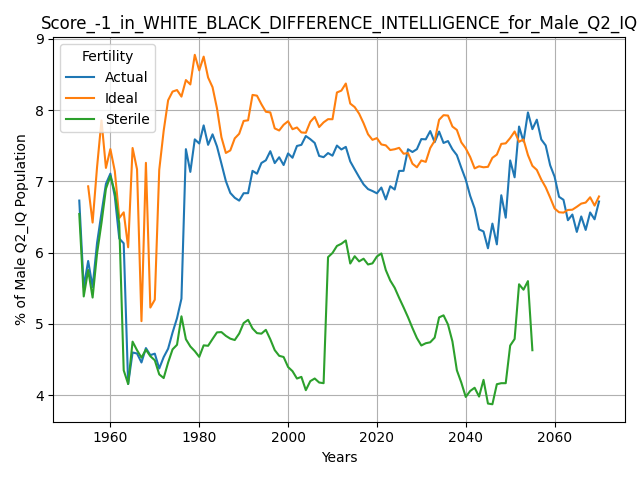 Score_-1_in_WHITE_BLACK_DIFFERENCE_INTELLIGENCE_for_Male_Q2_IQ
Fertility
Actual
Ideal
Sterile
% of Male Q2_IQ Population
9
8
7
6
5
4
1960 1980 2000 2020 2040 2060
Years